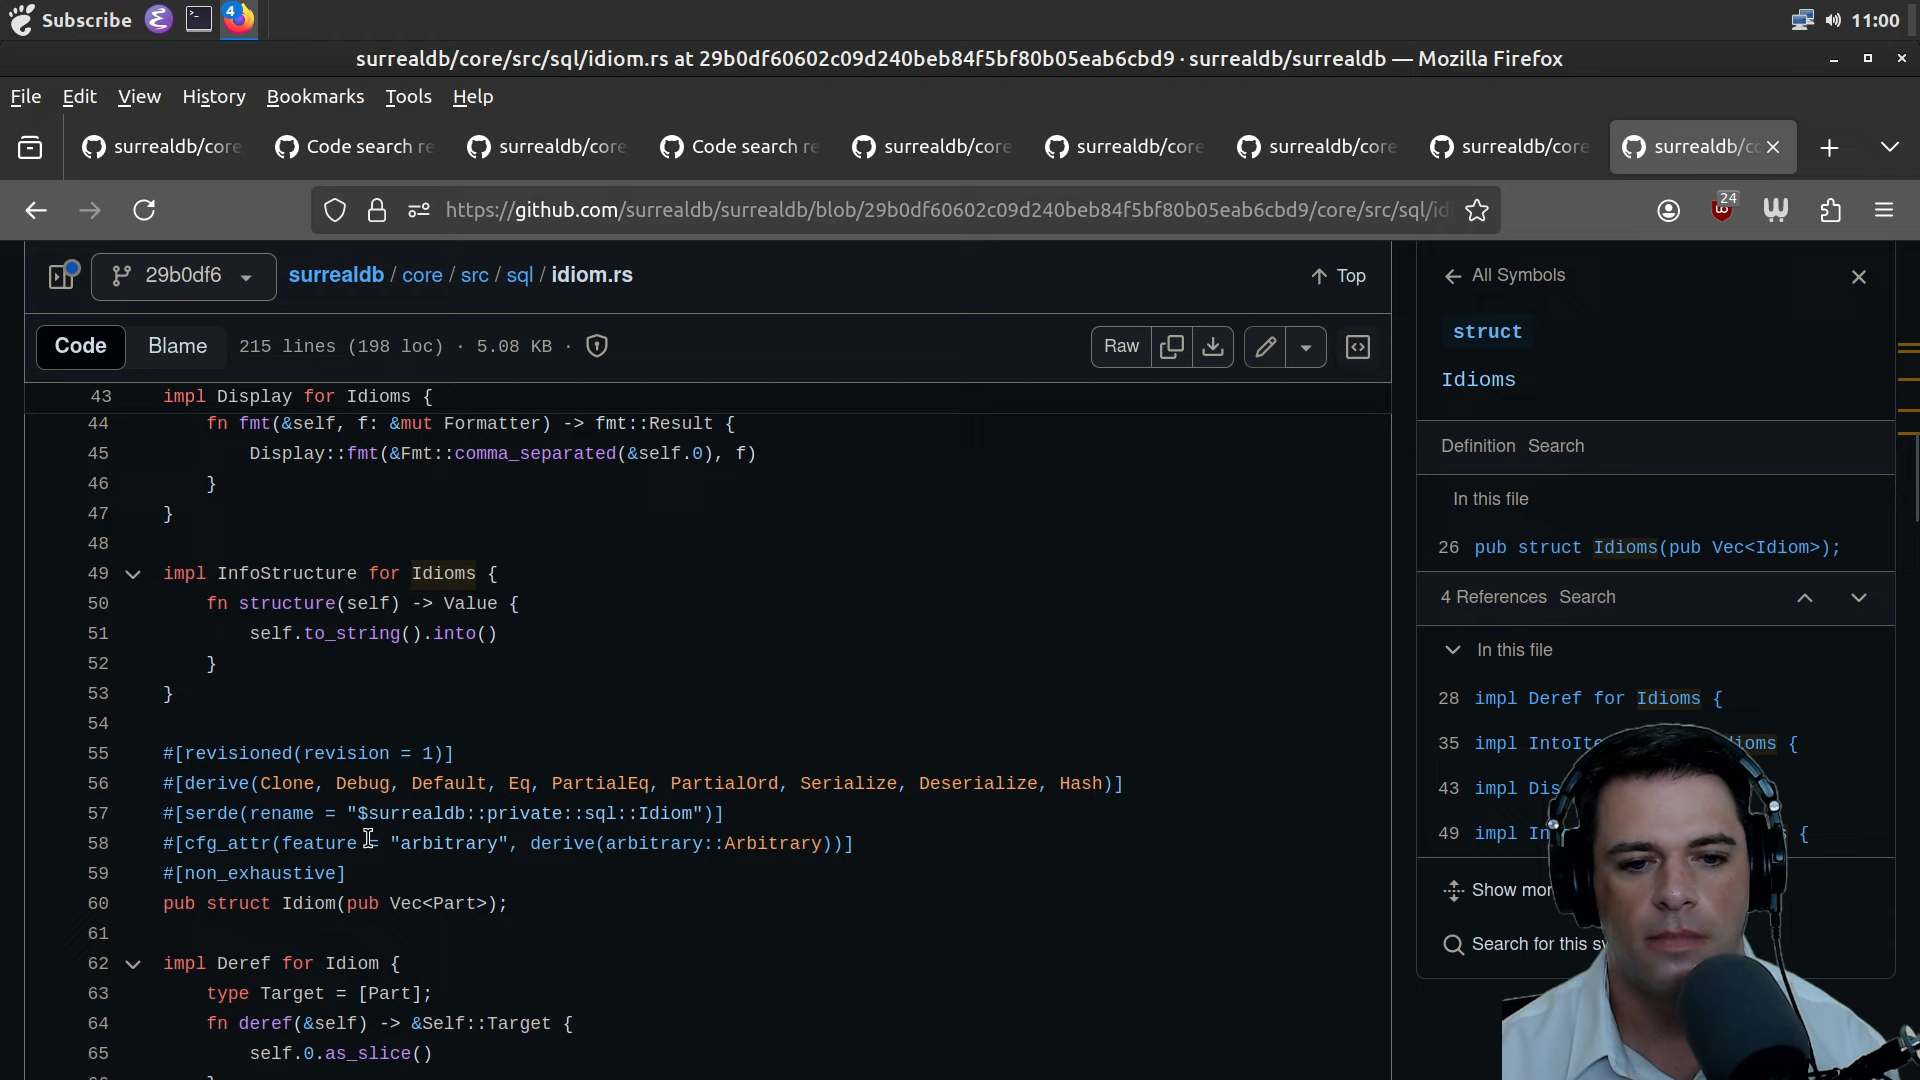 Subscribe
4
11:00
surrealdb/core/src/sql/idiom.rs at 29b0df60602c09d240beb84f5bf80b05eab6cbd9 · surrealdb/surrealdb — Mozilla Firefox
File Edit View History Bookmarks Tools Help
surrealdb/core Code search re surrealdb/core Code search re surrealdb/core surrealdb/core surrealdb/core surrealdb/core surrealdb/co
https://github.com/surrealdb/surrealdb/blob/29b0df60602c09d240beb84f5bf80b05eab6cbd9/core/src/sql/idi
24
29b0df6 surrealdb / core / src / sql / idiom.rs Top
Code Blame 215 lines (198 loc) · 5.08 KB · Raw
43 impl Display for Idioms {
44 fn fmt(&self, f: &mut Formatter) -> fmt::Result {
45 Display::fmt(&Fmt::comma_separated(&self.0), f)
46 }
47 }
48
49 impl InfoStructure for Idioms {
50 fn structure(self) -> Value {
51 self.to_string().into()
52 }
53 }
54
55 #[revisioned(revision = 1)]
56 #[derive(Clone, Debug, Default, Eq, PartialEq, PartialOrd, Serialize, Deserialize, Hash)]
57 #[serde(rename = "$surrealdb::private::sql::Idiom")]
58 #[cfg_attr(feature = "arbitrary", derive(arbitrary::Arbitrary))]
59 #[non_exhaustive]
60 pub struct Idiom(pub Vec<Part>);
61
62 impl Deref for Idiom {
63 type Target = [Part];
64 fn deref(&self) -> &Self::Target {
65 self.0.as_slice()
All Symbols
struct
Idioms
Definition Search
In this file
26 pub struct Idioms(pub Vec<Idiom>);
4 References Search
In this file
28 impl Deref for Idioms {
35 impl IntoIte dioms {
43 impl Dis
49 impl In {
Show mor
Search for this sy